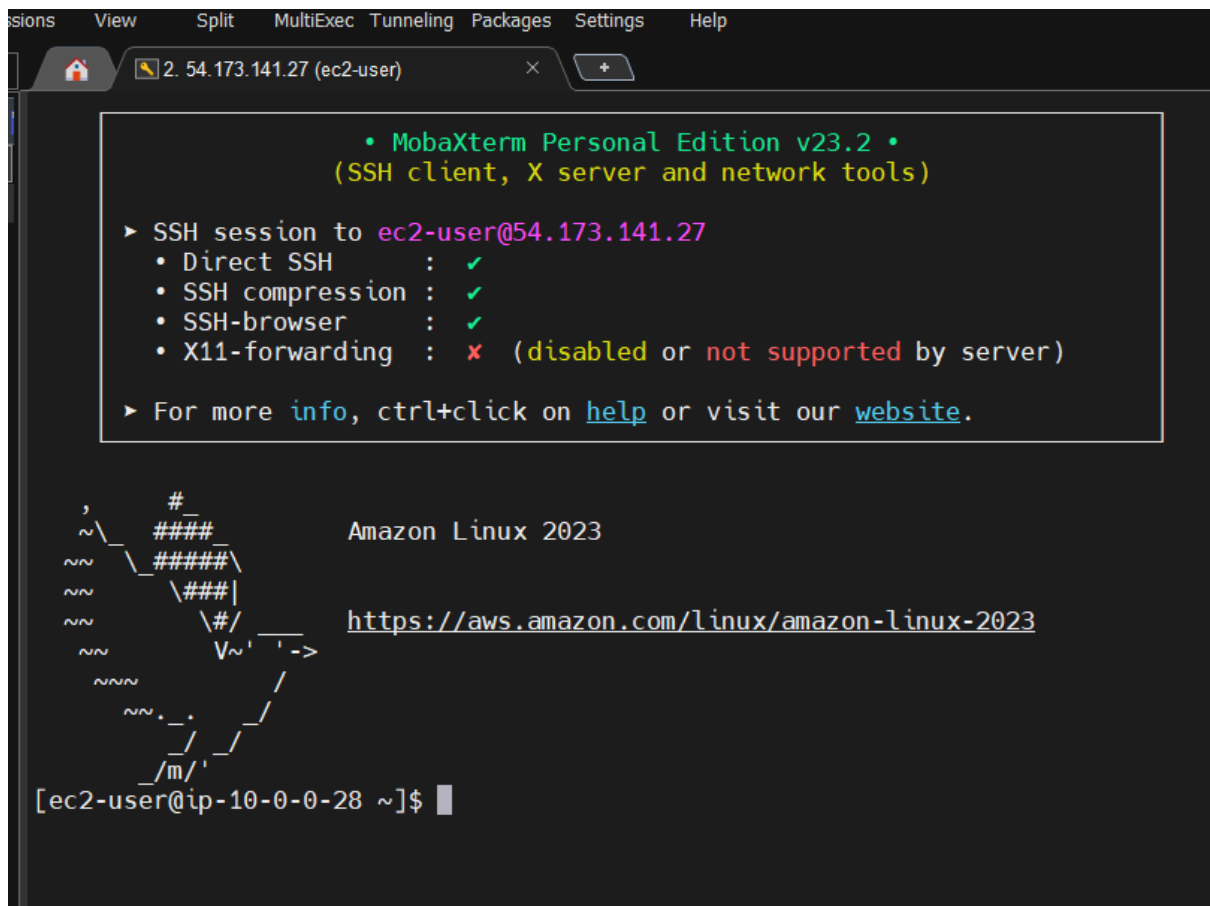 ssions View Split MultiExec Tunneling Packages Settings Help
2. 54.173.141.27 (ec2-user) × +
• MobaXterm Personal Edition v23.2 •
(SSH client, X server and network tools)
➤ SSH session to ec2-user@54.173.141.27
• Direct SSH : ✔
• SSH compression : ✔
• SSH-browser : ✔
• X11-forwarding : ✘ (disabled or not supported by server)
➤ For more info, ctrl+click on help or visit our website.
   ,     #_
   ~\_  ####_        Amazon Linux 2023
  ~~  \_#####\
  ~~     \###|
  ~~       \#/ ___   https://aws.amazon.com/linux/amazon-linux-2023
   ~~       V~' '->
    ~~~         /
      ~~._.   _/
         _/ _/
       _/m/'
[ec2-user@ip-10-0-0-28 ~]$